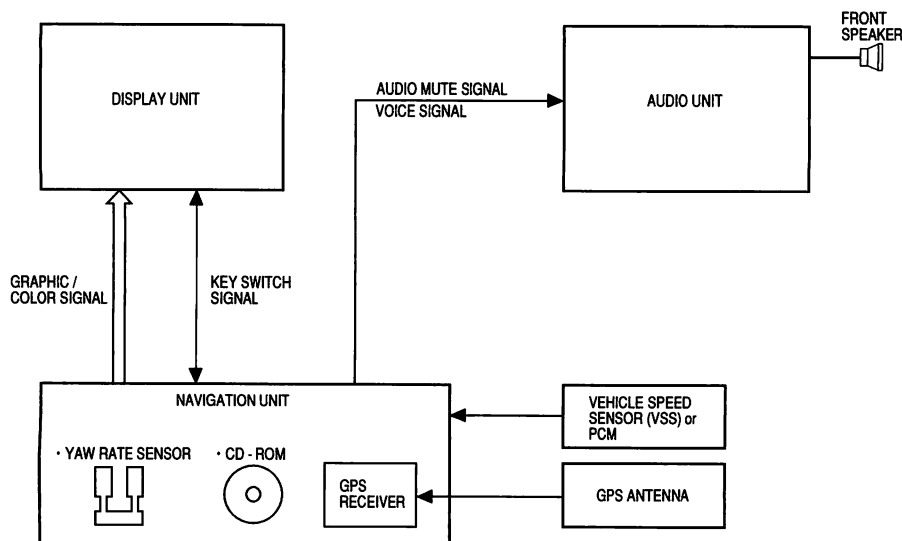 FRONT
SPEAKER
DISPLAY UNIT
AUDIO MUTE SIGNAL
VOICE SIGNAL
AUDIO UNIT
GRAPHIC /
COLOR SIGNAL
KEY SWITCH
SIGNAL
NAVIGATION UNIT
· YAW RATE SENSOR
· CD - ROM
GPS
RECEIVER
VEHICLE SPEED
SENSOR (VSS) or
PCM
GPS ANTENNA